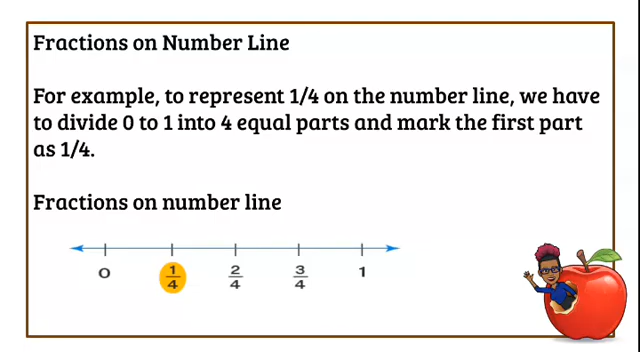 Fractions on Number Line
For example, to represent 1/4 on the number line, we have
to divide 0 to 1 into 4 equal parts and mark the first part
as 1/4.
Fractions on number line
0 1/4 2/4 3/4 1